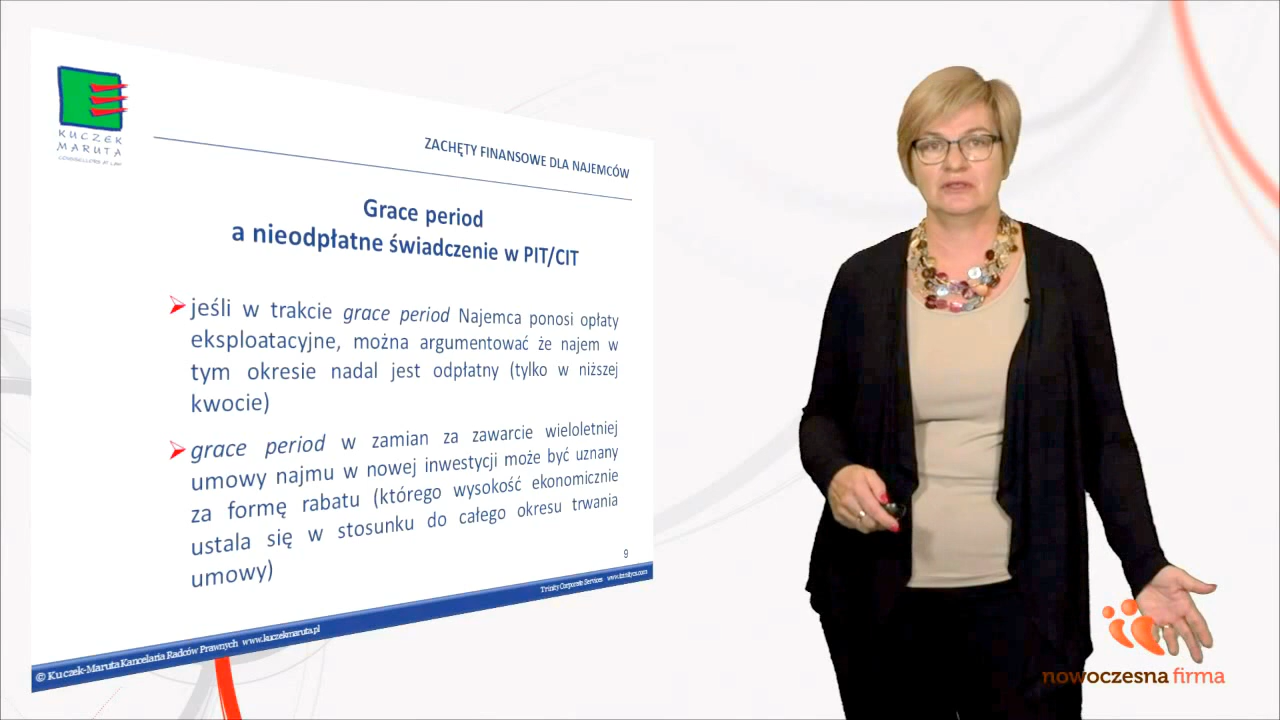 KUCZEK
MARUTA
COUNSELLORS AT LAW
ZACHĘTY FINANSOWE DLA NAJEMCÓW
Grace period
a nieodpłatne świadczenie w PIT/CIT
jeśli w trakcie grace period Najemca ponosi opłaty
eksploatacyjne, można argumentować że najem w
tym okresie nadal jest odpłatny (tylko w niższej
kwocie)
grace period w zamian za zawarcie wieloletniej
umowy najmu w nowej inwestycji może być uznany
za formę rabatu (którego wysokość ekonomicznie
ustala się w stosunku do całego okresu trwania
umowy)
9
Trinity Corporate Services www.trinitycs.com
© Kuczek-Maruta Kancelaria Radców Prawnych www.kuczekmaruta.pl
nowoczesna firma